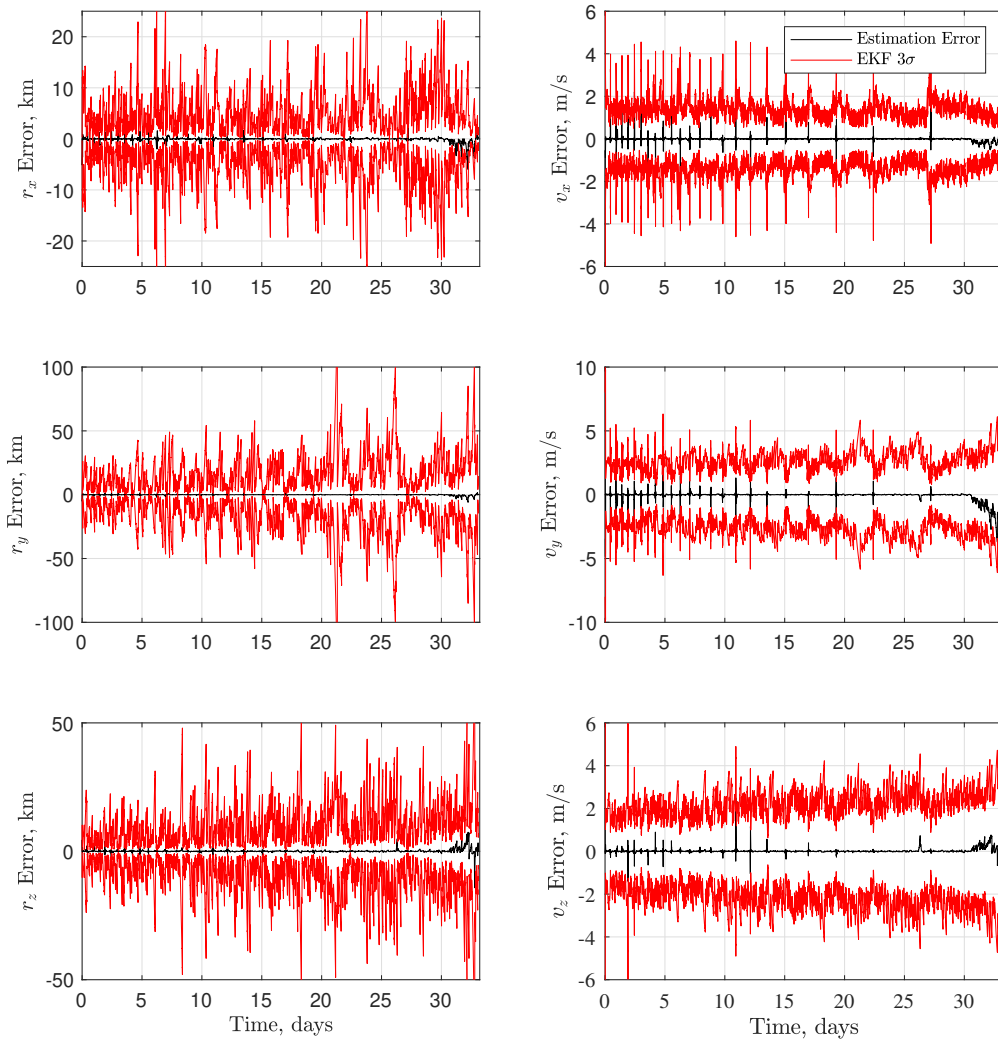 20
10
0
-10
-20
r_x Error, km
0 5 10 15 20 25 30
6
4
2
0
-2
-4
-6
v_x Error, m/s
Estimation Error
EKF 3σ
0 5 10 15 20 25 30
100
50
0
-50
-100
r_y Error, km
0 5 10 15 20 25 30
10
5
0
-5
-10
v_y Error, m/s
0 5 10 15 20 25 30
50
0
-50
r_z Error, km
0 5 10 15 20 25 30
Time, days
6
4
2
0
-2
-4
-6
v_z Error, m/s
0 5 10 15 20 25 30
Time, days